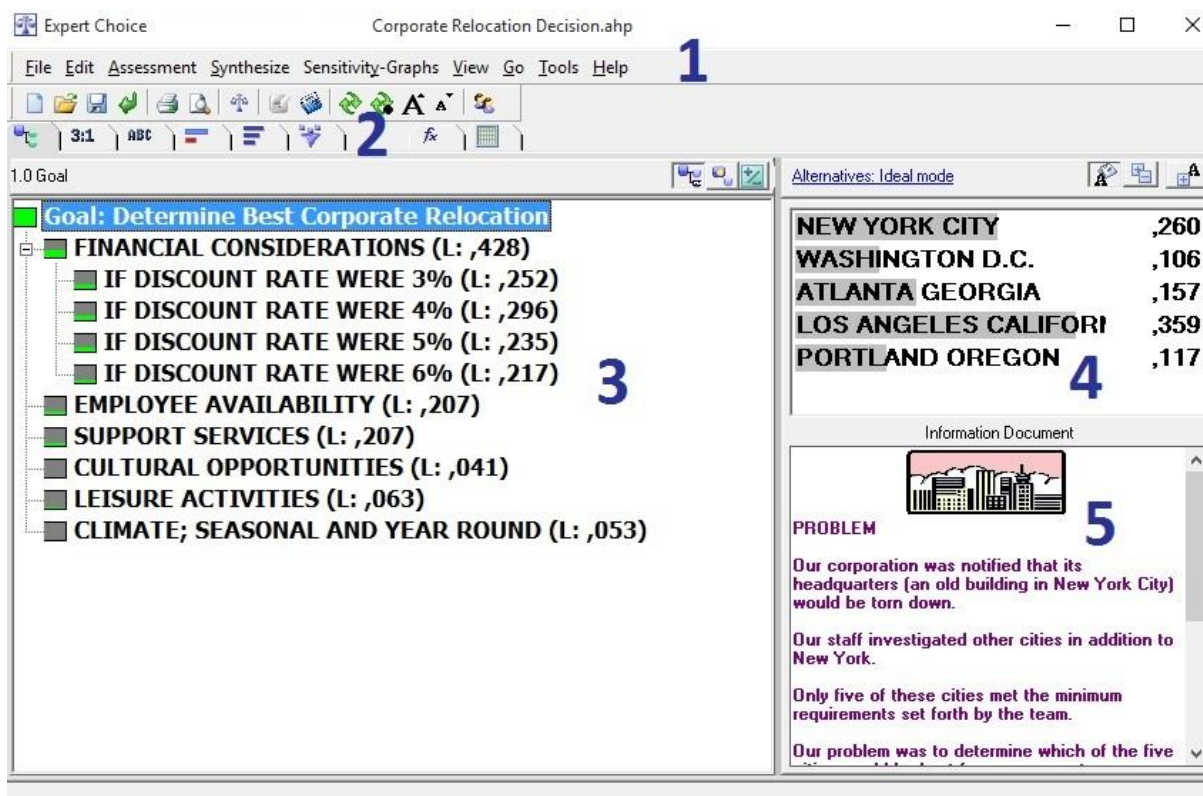 Expert Choice Corporate Relocation Decision.ahp
File Edit Assessment Synthesize Sensitivity-Graphs View Go Tools Help
1
3:1 ABC fx
2
1.0 Goal
Goal: Determine Best Corporate Relocation
FINANCIAL CONSIDERATIONS (L: ,428)
IF DISCOUNT RATE WERE 3% (L: ,252)
IF DISCOUNT RATE WERE 4% (L: ,296)
IF DISCOUNT RATE WERE 5% (L: ,235)
IF DISCOUNT RATE WERE 6% (L: ,217)
EMPLOYEE AVAILABILITY (L: ,207)
SUPPORT SERVICES (L: ,207)
CULTURAL OPPORTUNITIES (L: ,041)
LEISURE ACTIVITIES (L: ,063)
CLIMATE; SEASONAL AND YEAR ROUND (L: ,053)
3
Alternatives: Ideal mode
NEW YORK CITY ,260
WASHINGTON D.C. ,106
ATLANTA GEORGIA ,157
LOS ANGELES ,359
PORTLAND OREGON ,117
4
Information Document
5
PROBLEM
Our corporation was notified that its
headquarters (an old building in New York City)
would be torn down.
Our staff investigated other cities in addition to
New York.
Only five of these cities met the minimum
requirements set forth by the team.
Our problem was to determine which of the five